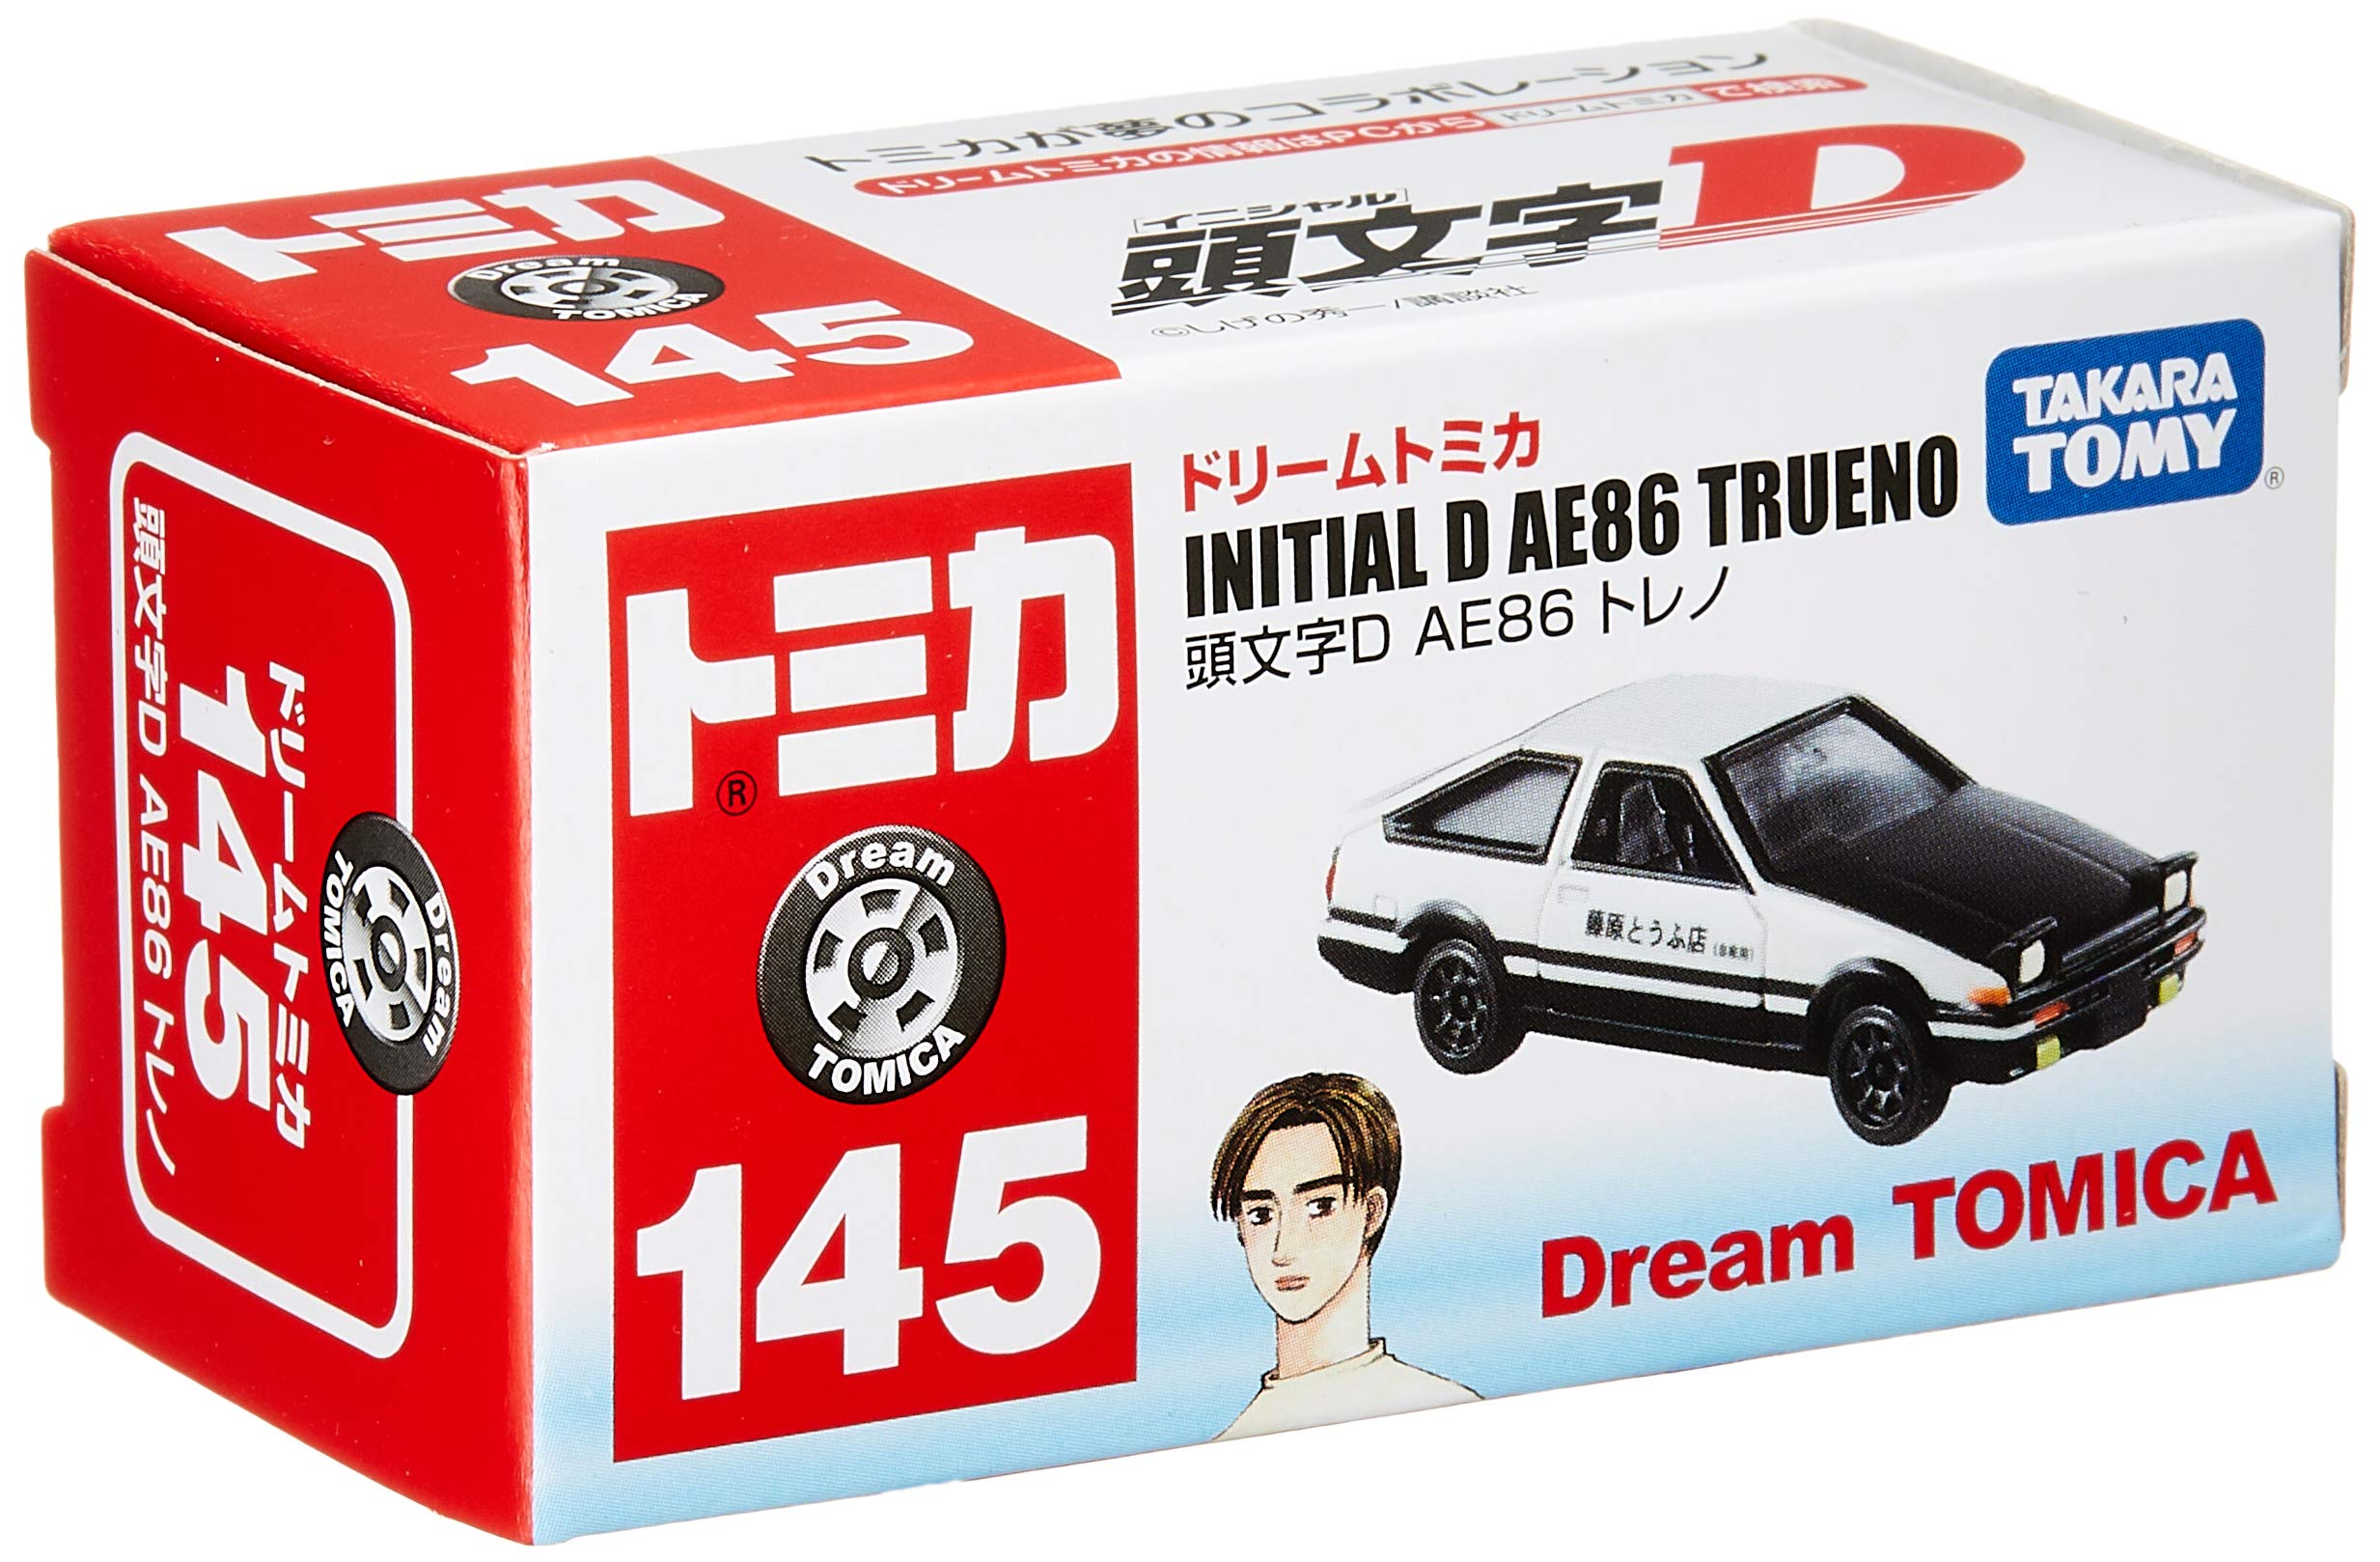 トミカが夢のコラボレーション
ドリームトミカの情報はPCから ドリームトミカ で検索
トミカ
Dream
TOMICA
145
[イニシャル]
頭文字D
©しげの秀一/講談社
ドリームトミカ
145
頭文字D AE86 トレノ
Dream
TOMICA
トミカ
®
Dream
TOMICA
145
ドリームトミカ
INITIAL D AE86 TRUENO
頭文字D AE86 トレノ
TAKARA
TOMY
®
藤原とうふ店(自家用)
Dream TOMICA